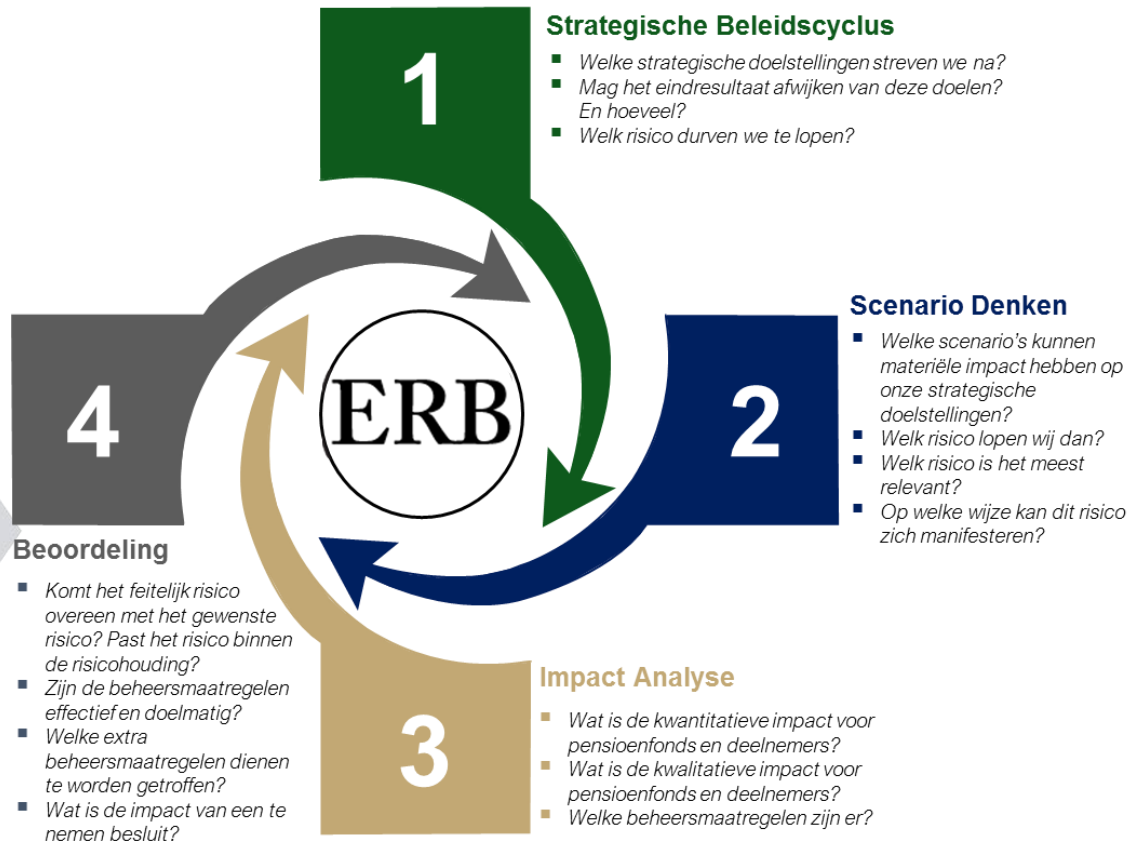 1
Strategische Beleidscyclus
▪ Welke strategische doelstellingen streven we na?
▪ Mag het eindresultaat afwijken van deze doelen?
En hoeveel?
▪ Welk risico durven we te lopen?
2
Scenario Denken
▪ Welke scenario's kunnen
materiële impact hebben op
onze strategische
doelstellingen?
▪ Welk risico lopen wij dan?
▪ Welk risico is het meest
relevant?
▪ Op welke wijze kan dit risico
zich manifesteren?
ERB
3
Impact Analyse
▪ Wat is de kwantitatieve impact voor
pensioenfonds en deelnemers?
▪ Wat is de kwalitatieve impact voor
pensioenfonds en deelnemers?
▪ Welke beheersmaatregelen zijn er?
4
Beoordeling
▪ Komt het feitelijk risico
overeen met het gewenste
risico? Past het risico binnen
de risicohouding?
▪ Zijn de beheersmaatregelen
effectief en doelmatig?
▪ Welke extra
beheersmaatregelen dienen
te worden getroffen?
▪ Wat is de impact van een te
nemen besluit?